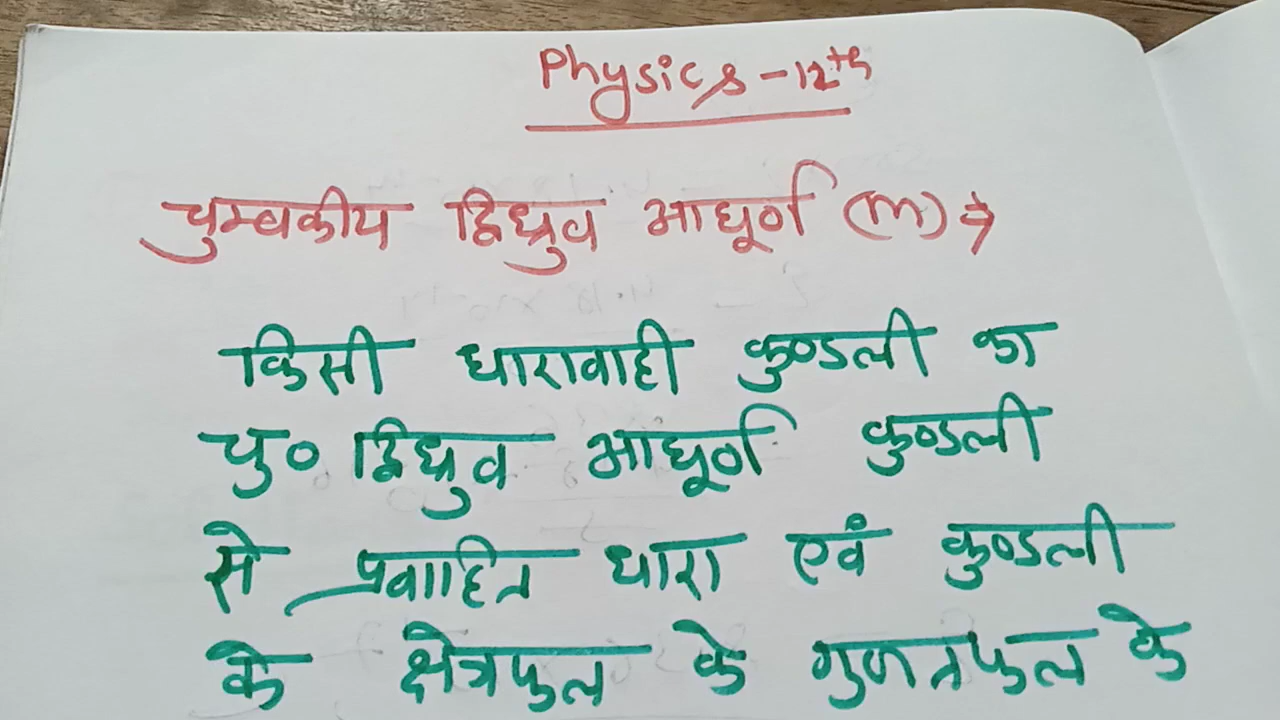 Physics - 12th
चुम्बकीय द्विध्रुव आघूर्ण (m) ⇒
किसी धारावाही कुण्डली का
चु० द्विध्रुव आघूर्ण कुण्डली
से प्रवाहित धारा एवं कुण्डली
के क्षेत्रफल के गुणनफल के